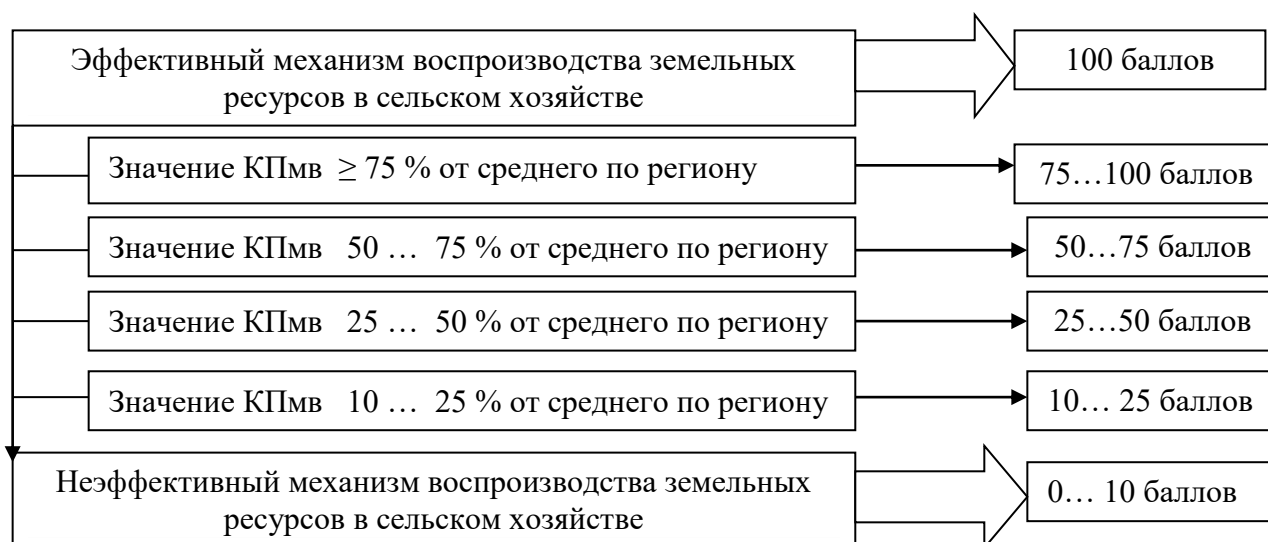 Эффективный механизм воспроизводства земельных
ресурсов в сельском хозяйстве
100 баллов
Значение КПмв ≥ 75 % от среднего по региону
75…100 баллов
Значение КПмв 50 … 75 % от среднего по региону
50…75 баллов
Значение КПмв 25 … 50 % от среднего по региону
25…50 баллов
Значение КПмв 10 … 25 % от среднего по региону
10… 25 баллов
Неэффективный механизм воспроизводства земельных
ресурсов в сельском хозяйстве
0… 10 баллов